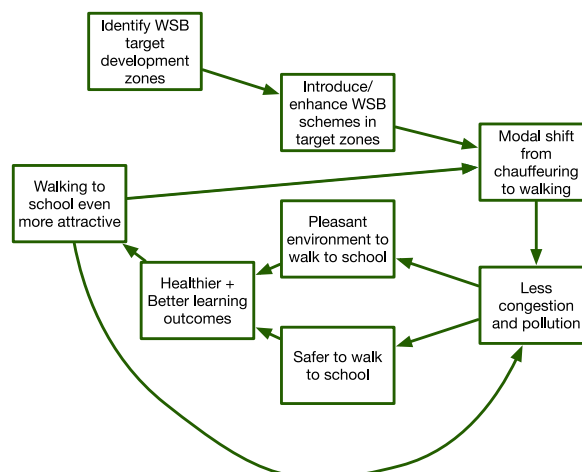 Identify WSB
target
development
zones
Introduce/
enhance WSB
schemes in
target zones
Modal shift
from
chauffeuring
to walking
Walking to
school even
more attractive
Pleasant
environment to
walk to school
Healthier +
Better learning
outcomes
Less
congestion
and pollution
Safer to walk
to school